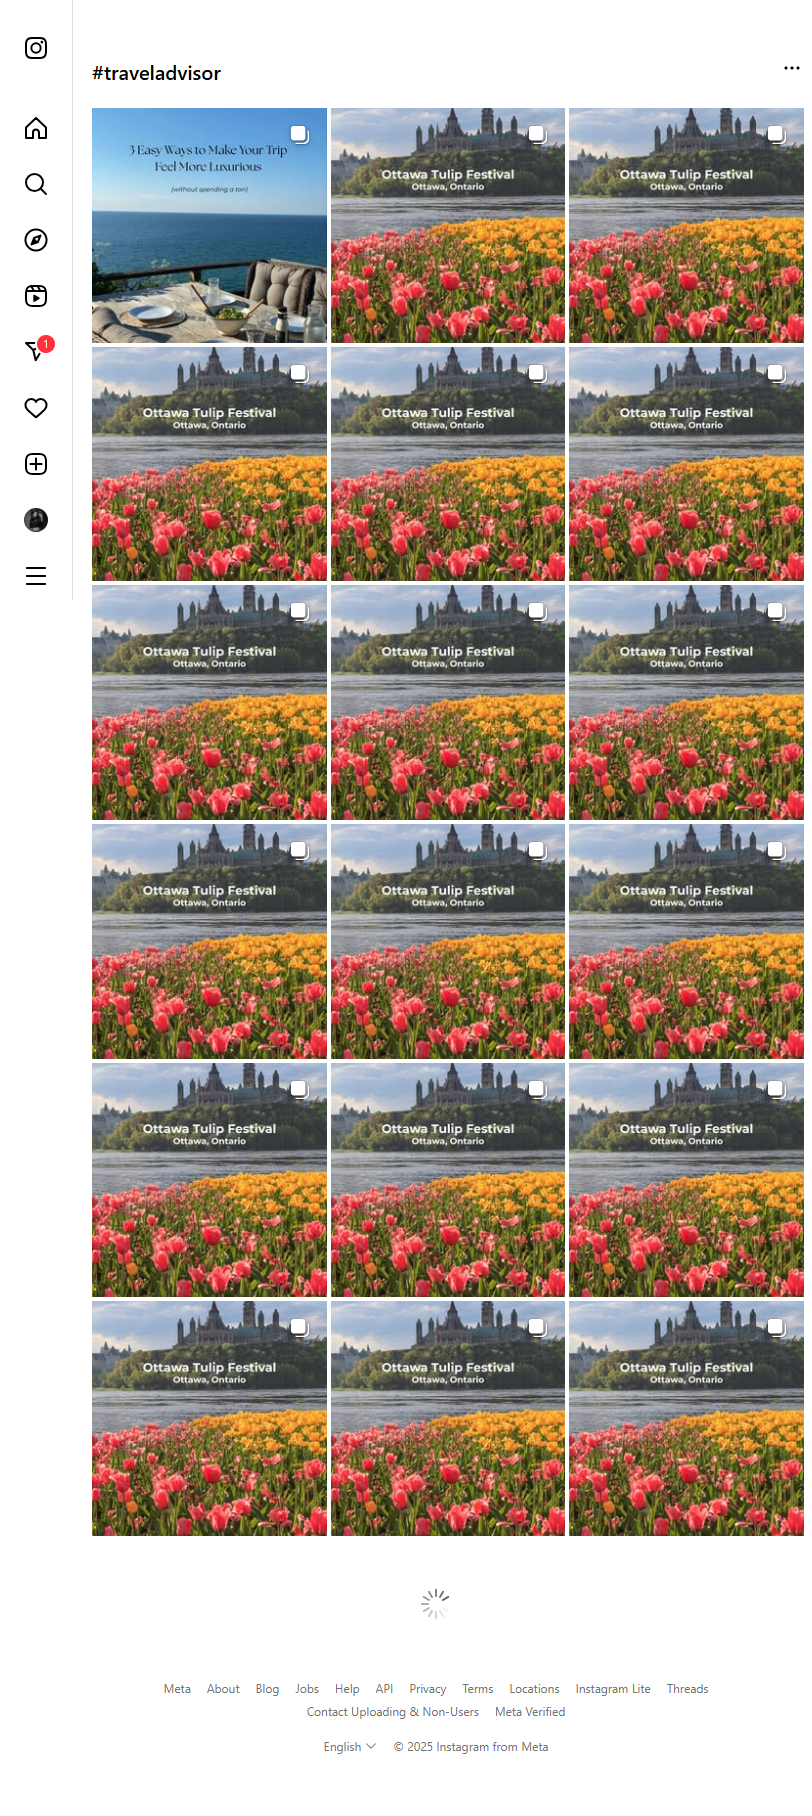 #traveladvisor
3 Easy Ways to Make Your Trip
Feel More Luxurious
(without spending a ton)
Ottawa Tulip Festival
Ottawa, Ontario
Ottawa Tulip Festival
Ottawa, Ontario
1
Ottawa Tulip Festival
Ottawa, Ontario
Ottawa Tulip Festival
Ottawa, Ontario
Ottawa Tulip Festival
Ottawa, Ontario
Ottawa Tulip Festival
Ottawa, Ontario
Ottawa Tulip Festival
Ottawa, Ontario
Ottawa Tulip Festival
Ottawa, Ontario
Ottawa Tulip Festival
Ottawa, Ontario
Ottawa Tulip Festival
Ottawa, Ontario
Ottawa Tulip Festival
Ottawa, Ontario
Ottawa Tulip Festival
Ottawa, Ontario
Ottawa Tulip Festival
Ottawa, Ontario
Ottawa Tulip Festival
Ottawa, Ontario
Ottawa Tulip Festival
Ottawa, Ontario
Ottawa Tulip Festival
Ottawa, Ontario
Ottawa Tulip Festival
Ottawa, Ontario
Meta About Blog Jobs Help API Privacy Terms Locations Instagram Lite Threads
Contact Uploading & Non-Users Meta Verified
English © 2025 Instagram from Meta